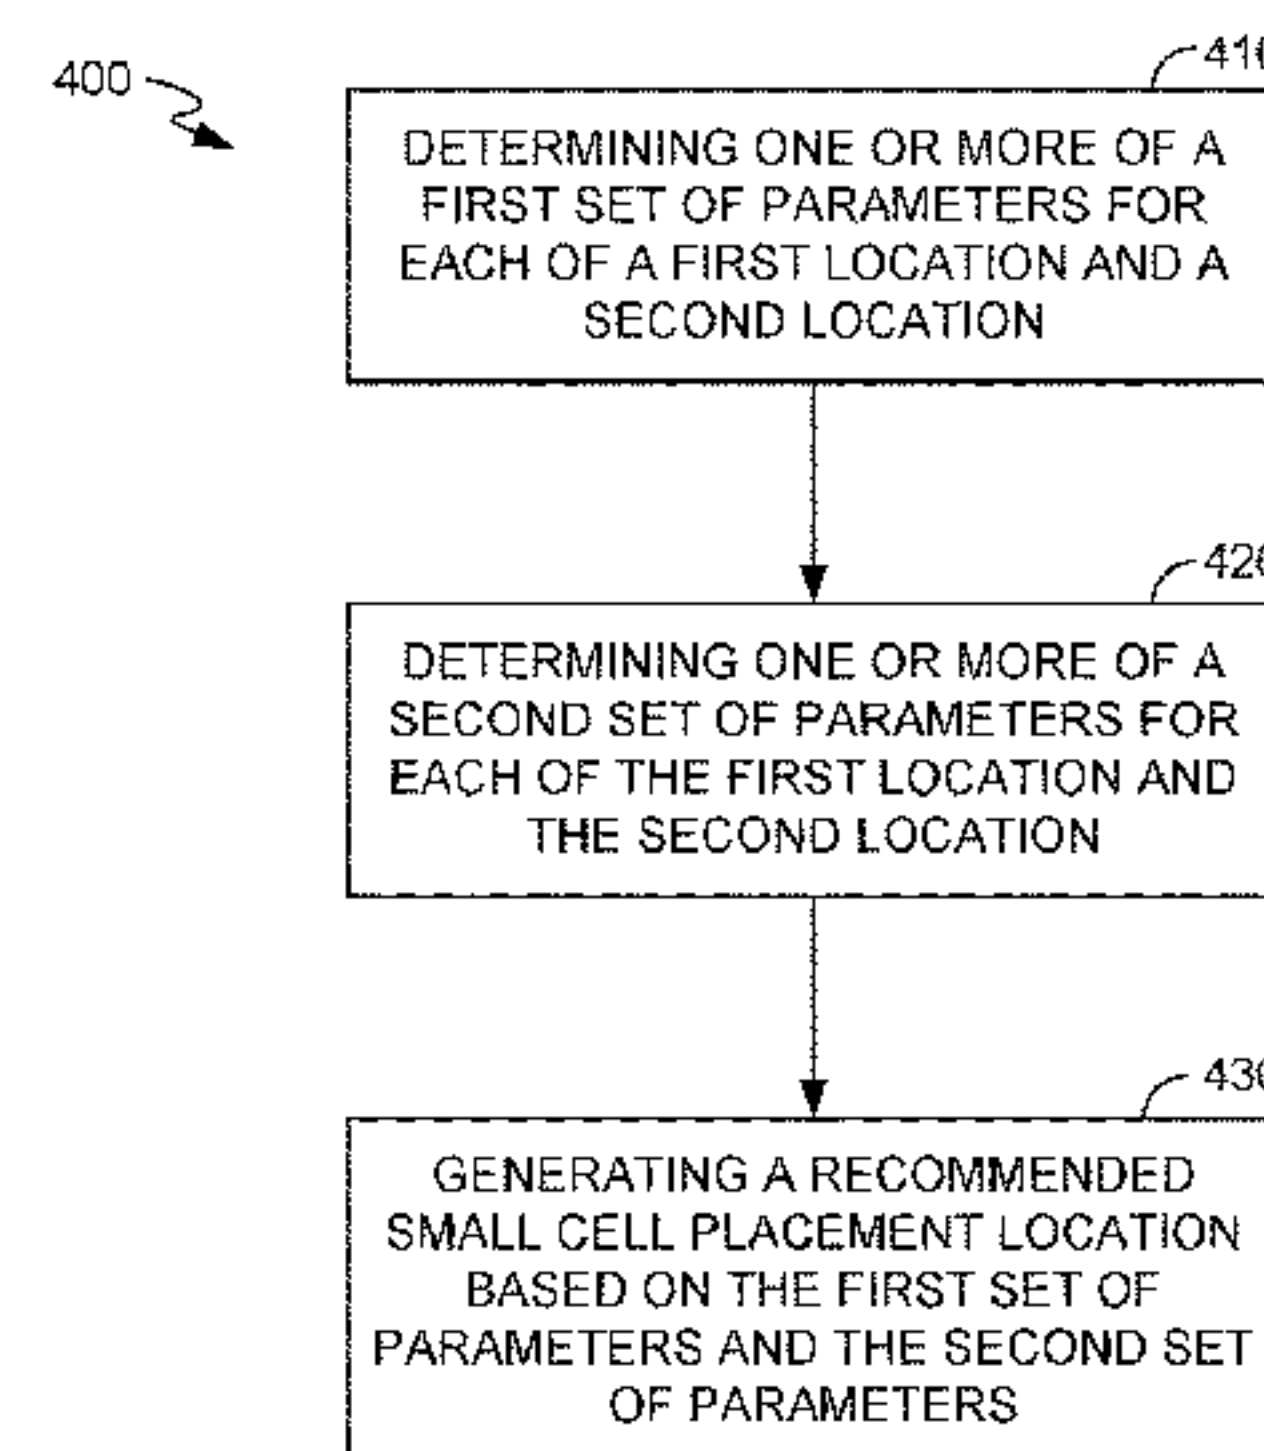 400
410
DETERMINING ONE OR MORE OF A
FIRST SET OF PARAMETERS FOR
EACH OF A FIRST LOCATION AND A
SECOND LOCATION
420
DETERMINING ONE OR MORE OF A
SECOND SET OF PARAMETERS FOR
EACH OF THE FIRST LOCATION AND
THE SECOND LOCATION
430
GENERATING A RECOMMENDED
SMALL CELL PLACEMENT LOCATION
BASED ON THE FIRST SET OF
PARAMETERS AND THE SECOND SET
OF PARAMETERS